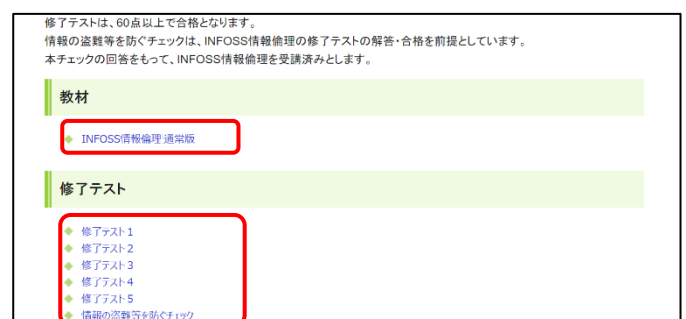 修了テストは、60点以上で合格となります。
情報の盗難等を防ぐチェックは、INFOSS情報倫理の修了テストの解答・合格を前提としています。
本チェックの回答をもって、INFOSS情報倫理を受講済みとします。
教材
INFOSS情報倫理:通常版
修了テスト
修了テスト1
修了テスト2
修了テスト3
修了テスト4
修了テスト5
情報の盗難等を防ぐチェック